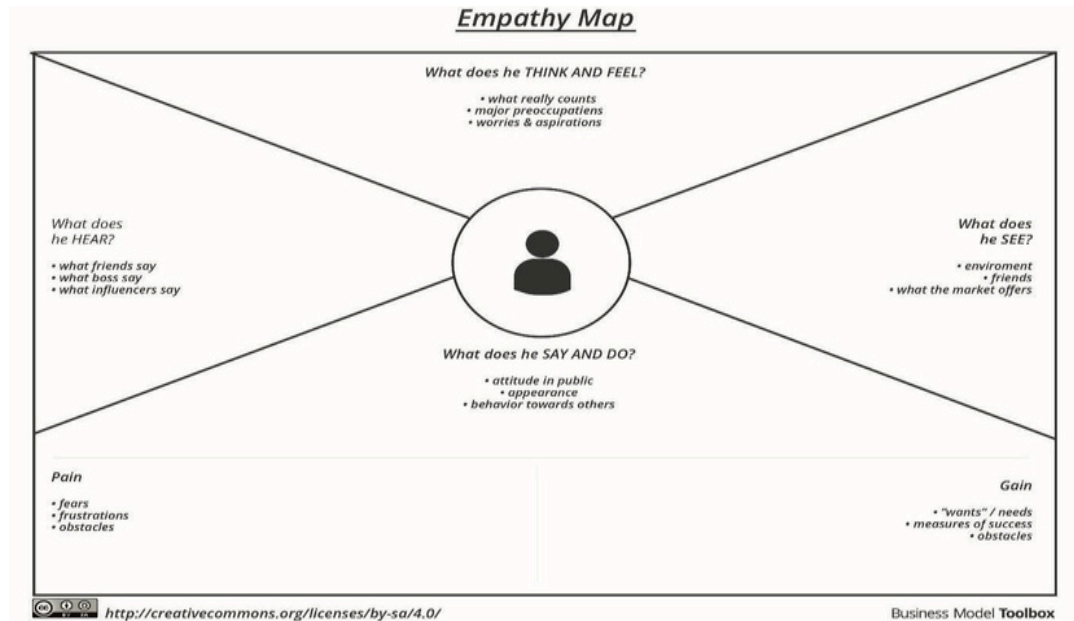 Empathy Map
What does he THINK AND FEEL?
• what really counts
• major preoccupatiens
• worries & aspirations
What does
he HEAR?
• what friends say
• what bass say
• what influencers say
What does
he SEE?
• enviroment
• friends
• what the market offers
What does he SAY AND DO?
• attitude in public
• appearance
• behavior towards others
Pain
• fears
• frustrations
• obstacles
Gain
• "wants" / needs
• measures of success
• obstacles
http://creativecommons.org/licenses/by-sa/4.0/
Business Model Toolbox